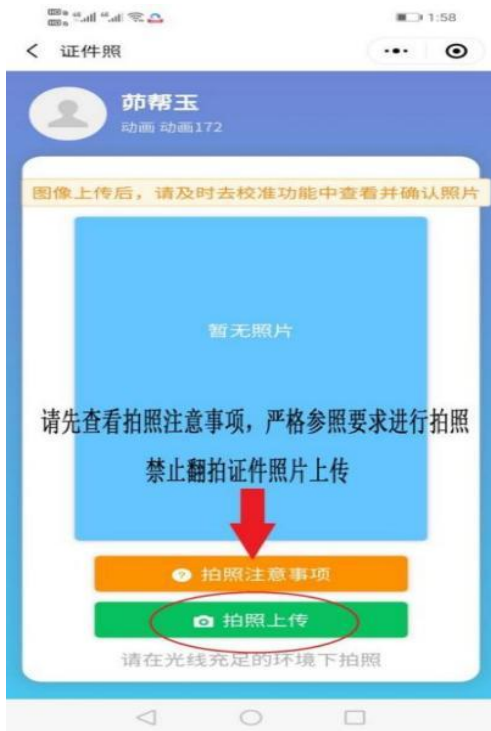 1:58
证件照
茆帮玉
动画 动画172
图像上传后，请及时去校准功能中查看并确认照片
暂无照片
请先查看拍照注意事项，严格参照要求进行拍照
禁止翻拍证件照片上传
拍照注意事项
拍照上传
请在光线充足的环境下拍照